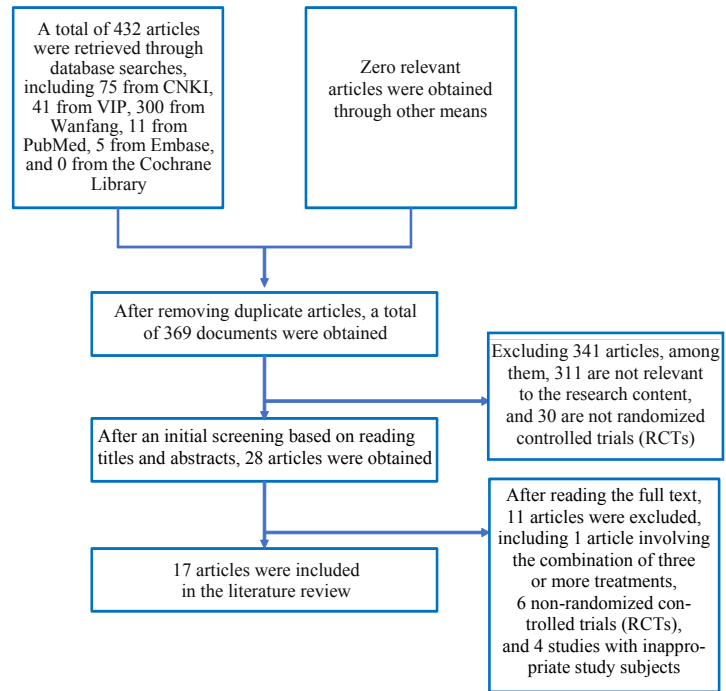 A total of 432 articles
were retrieved through
database searches,
including 75 from CNKI,
41 from VIP, 300 from
Wanfang, 11 from
PubMed, 5 from Embase,
and 0 from the Cochrane
Library
Zero relevant
articles were obtained
through other means
After removing duplicate articles, a total
of 369 documents were obtained
Excluding 341 articles, among
them, 311 are not relevant
to the research content,
and 30 are not randomized
controlled trials (RCTs)
After an initial screening based on reading
titles and abstracts, 28 articles were obtained
After reading the full text,
11 articles were excluded,
including 1 article involving
the combination of three
or more treatments,
6 non-randomized con-
trolled trials (RCTs),
and 4 studies with inappro-
priate study subjects
17 articles were included
in the literature review